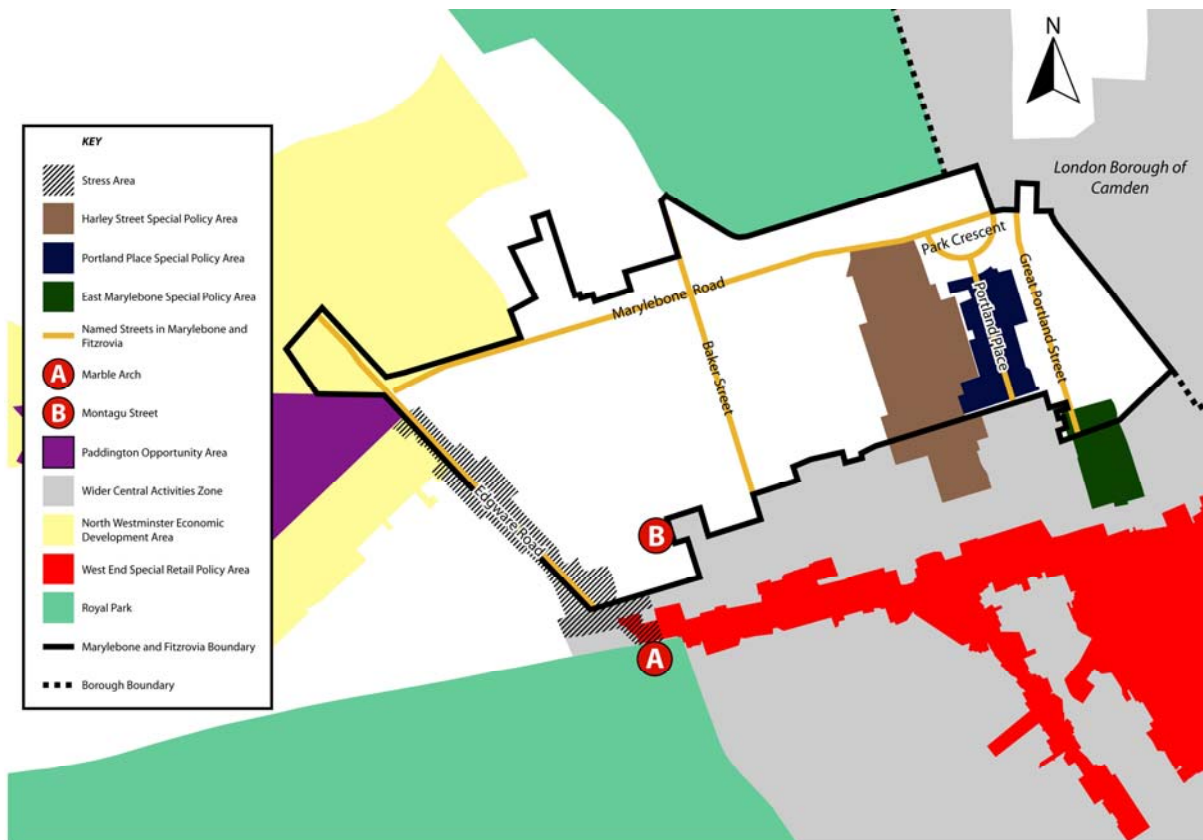 KEY
Stress Area
Harley Street Special Policy Area
Portland Place Special Policy Area
East Marylebone Special Policy Area
Named Streets in Marylebone and
Fitzrovia
A
Marble Arch
B
Montagu Street
Paddington Opportunity Area
Wider Central Activities Zone
North Westminster Economic
Development Area
West End Special Retail Policy Area
Royal Park
Marylebone and Fitzrovia Boundary
Borough Boundary
N
London Borough of
Camden
Park Crescent
Marylebone Road
Great Portland Street
Portland Place
Baker Street
Edgware Road
B
A